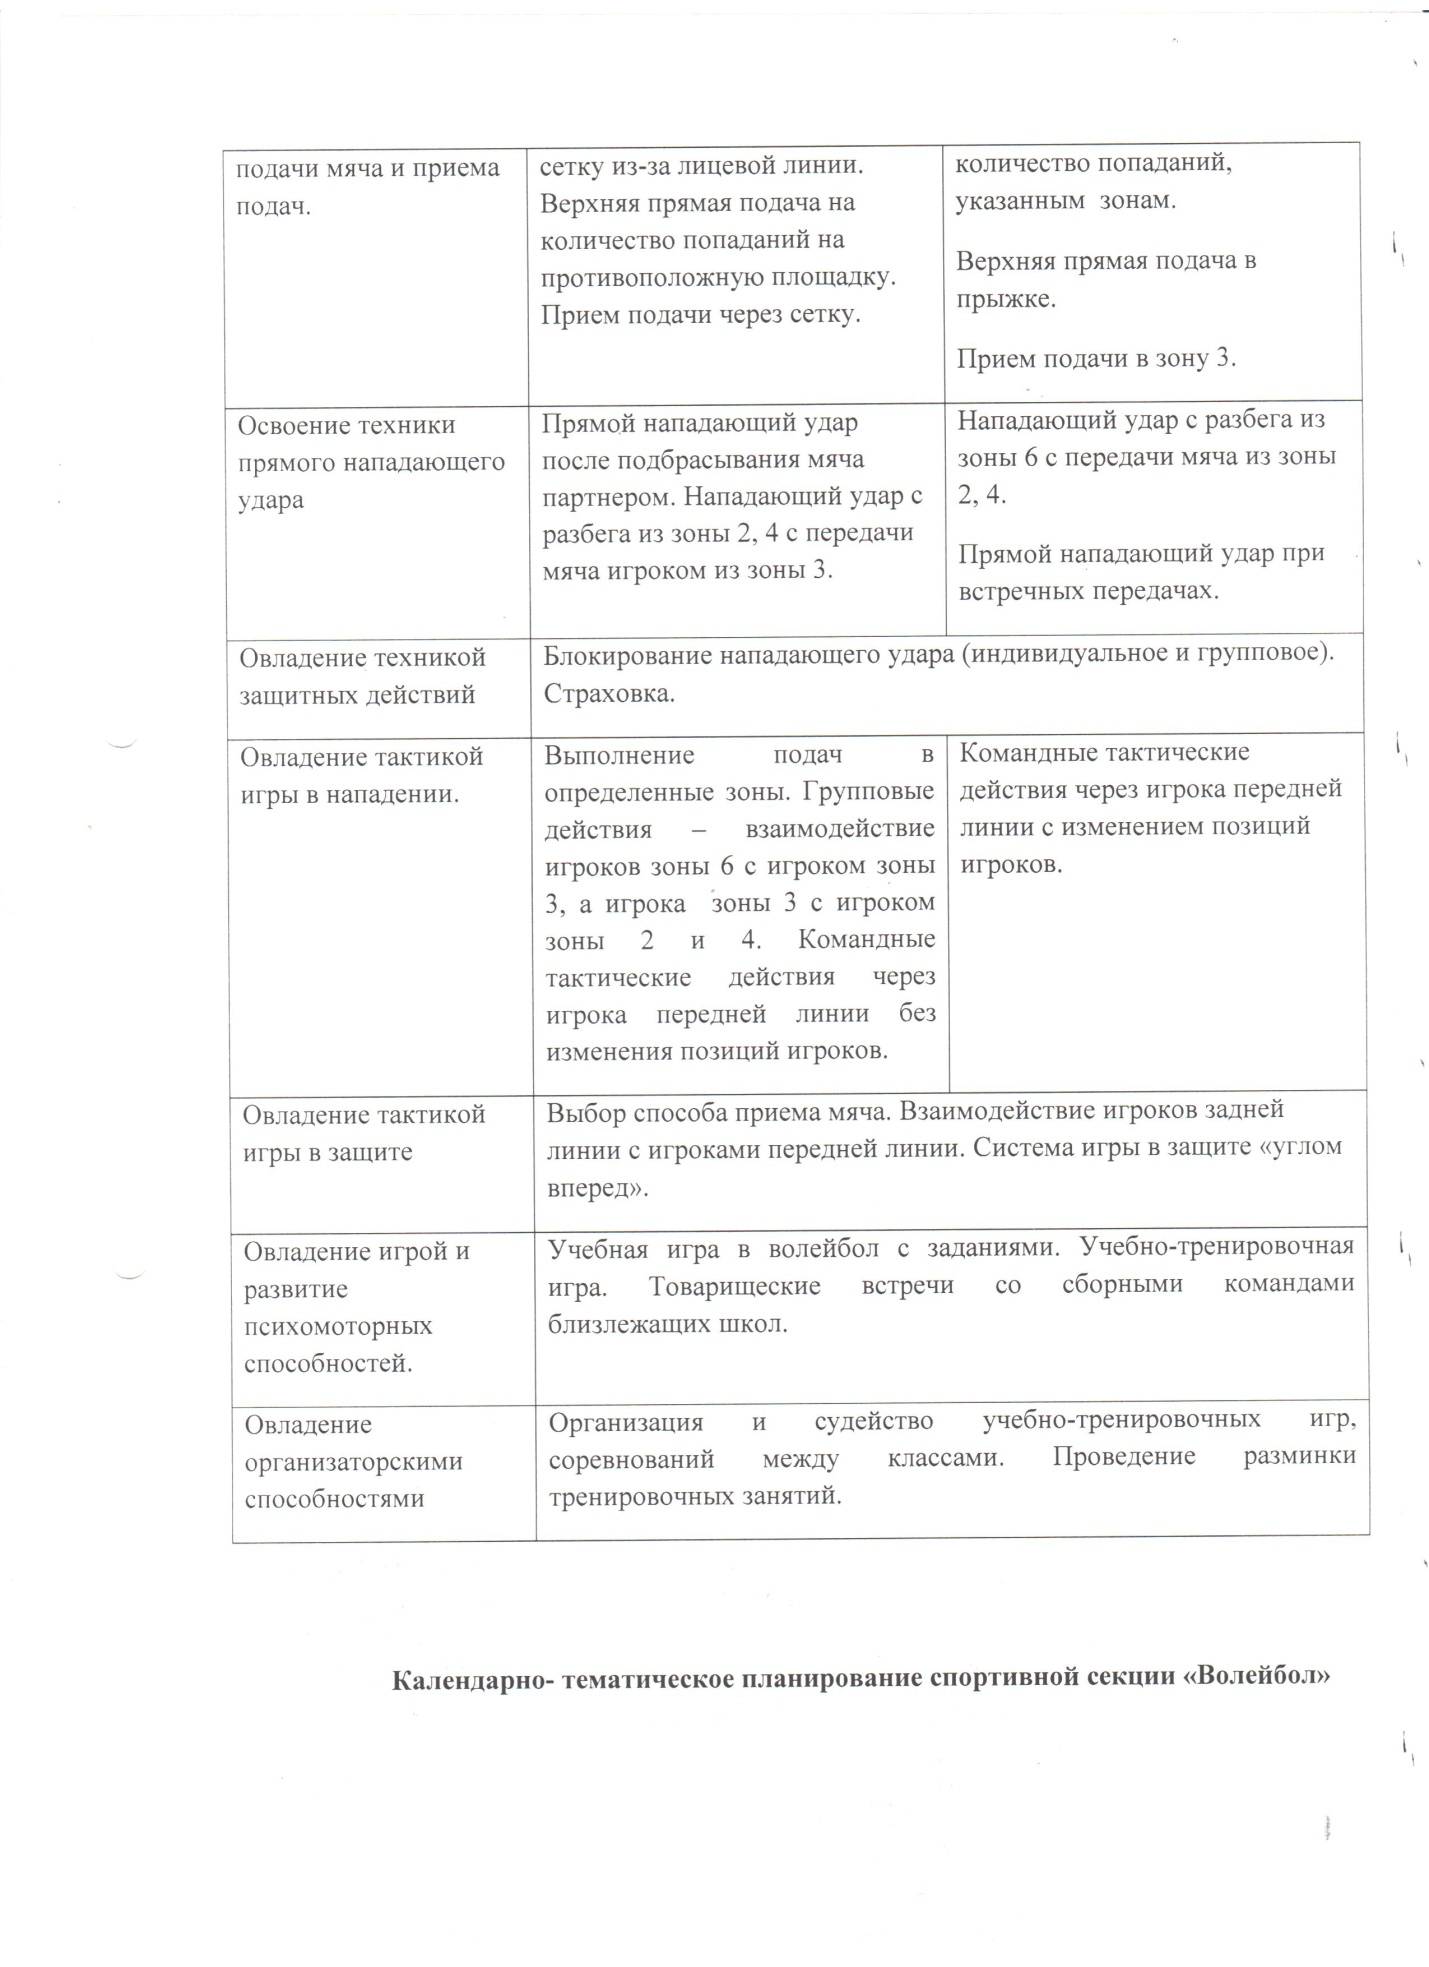 подачи мяча и приема
подач.
сетку из-за лицевой линии.
Верхняя прямая подача на
количество попаданий на
противоположную площадку.
Прием подачи через сетку.
количество попаданий,
указанным зонам.
Верхняя прямая подача в
прыжке.
Прием подачи в зону 3.
Освоение техники
прямого нападающего
удара
Прямой нападающий удар
после подбрасывания мяча
партнером. Нападающий удар с
разбега из зоны 2, 4 с передачи
мяча игроком из зоны 3.
Нападающий удар с разбега из
зоны 6 с передачи мяча из зоны
2, 4.
Прямой нападающий удар при
встречных передачах.
Овладение техникой
защитных действий
Блокирование нападающего удара (индивидуальное и групповое).
Страховка.
Овладение тактикой
игры в нападении.
Выполнение подач в
определенные зоны. Групповые
действия – взаимодействие
игроков зоны 6 с игроком зоны
3, а игрока зоны 3 с игроком
зоны 2 и 4. Командные
тактические действия через
игрока передней линии без
изменения позиций игроков.
Командные тактические
действия через игрока передней
линии с изменением позиций
игроков.
Овладение тактикой
игры в защите
Выбор способа приема мяча. Взаимодействие игроков задней
линии с игроками передней линии. Система игры в защите «углом
вперед».
Овладение игрой и
развитие
психомоторных
способностей.
Учебная игра в волейбол с заданиями. Учебно-тренировочная
игра. Товарищеские встречи со сборными командами
близлежащих школ.
Овладение
организаторскими
способностями
Организация и судейство учебно-тренировочных игр,
соревнований между классами. Проведение разминки
тренировочных занятий.
Календарно- тематическое планирование спортивной секции «Волейбол»